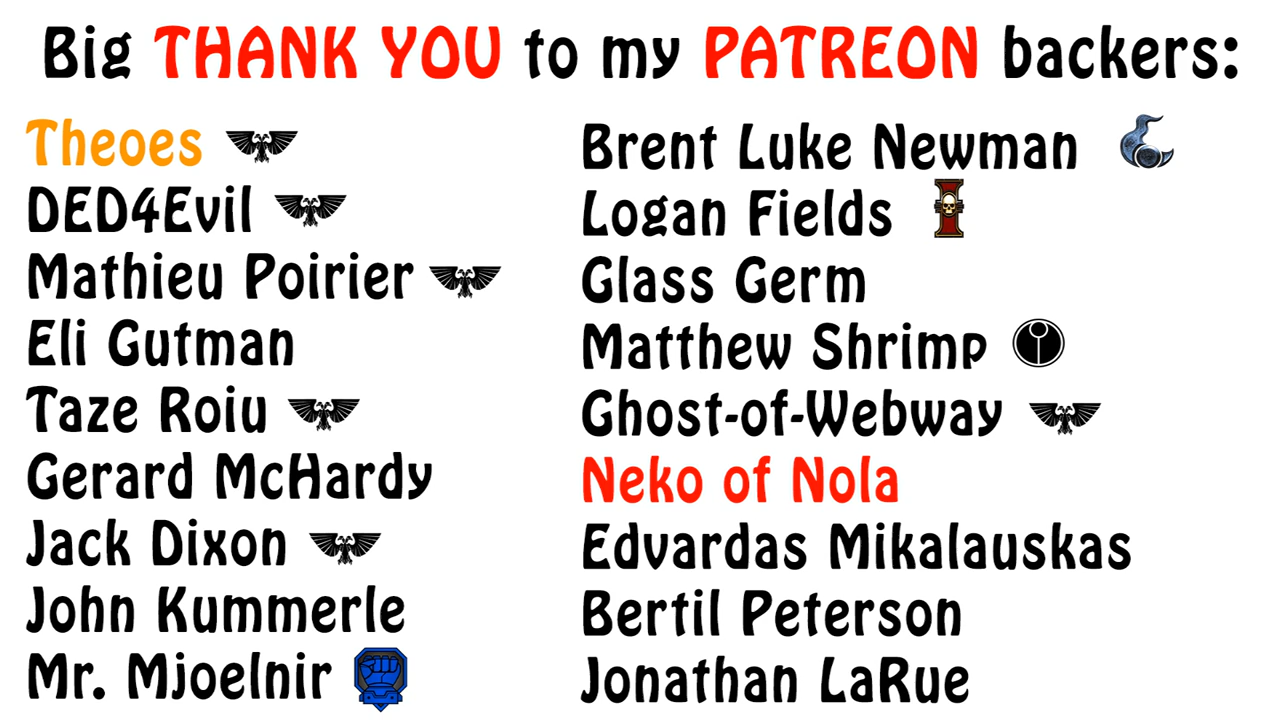 Big THANK YOU to my PATREON backers:
Theoes
DED4Evil
Mathieu Poirier
Eli Gutman
Taze Roiu
Gerard McHardy
Jack Dixon
John Kummerle
Mr. Mjoelnir
Brent Luke Newman
Logan Fields
Glass Germ
Matthew Shrimp
Ghost-of-Webway
Neko of Nola
Edvardas Mikalauskas
Bertil Peterson
Jonathan LaRue